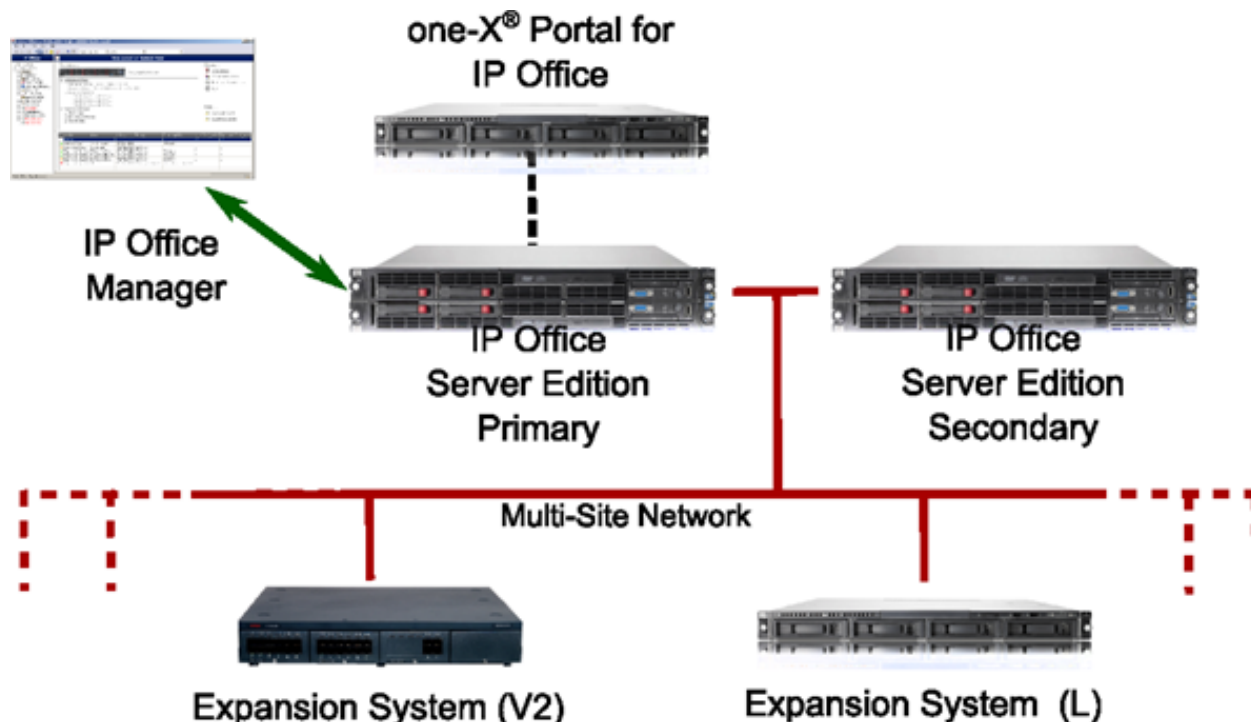 one-X® Portal for
IP Office
IP Office
Manager
IP Office
Server Edition
Primary
IP Office
Server Edition
Secondary
Multi-Site Network
Expansion System (V2)
Expansion System (L)